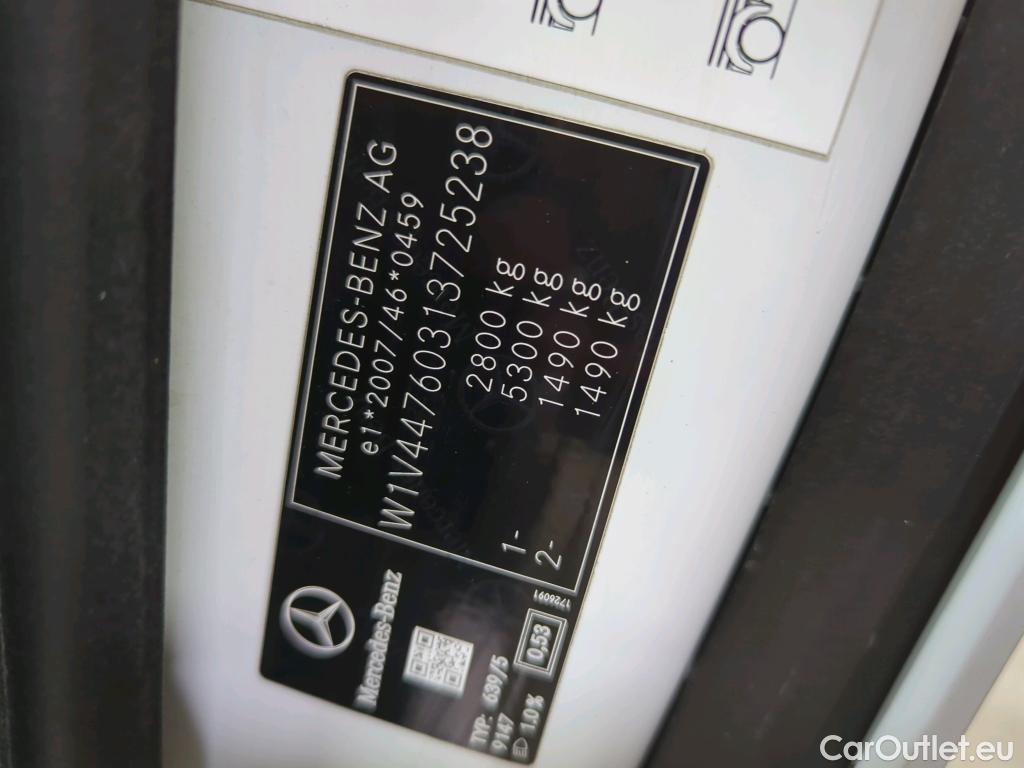 MERCEDES-BENZ AG
e1*2007/46*0459
W1V44760313725238
2800 kg
5300 kg
1- 1490 kg
2- 1490 kg
Mercedes-Benz
TYP: 639/5
9147
1.0%
0,53
1726091
CarOutlet.eu